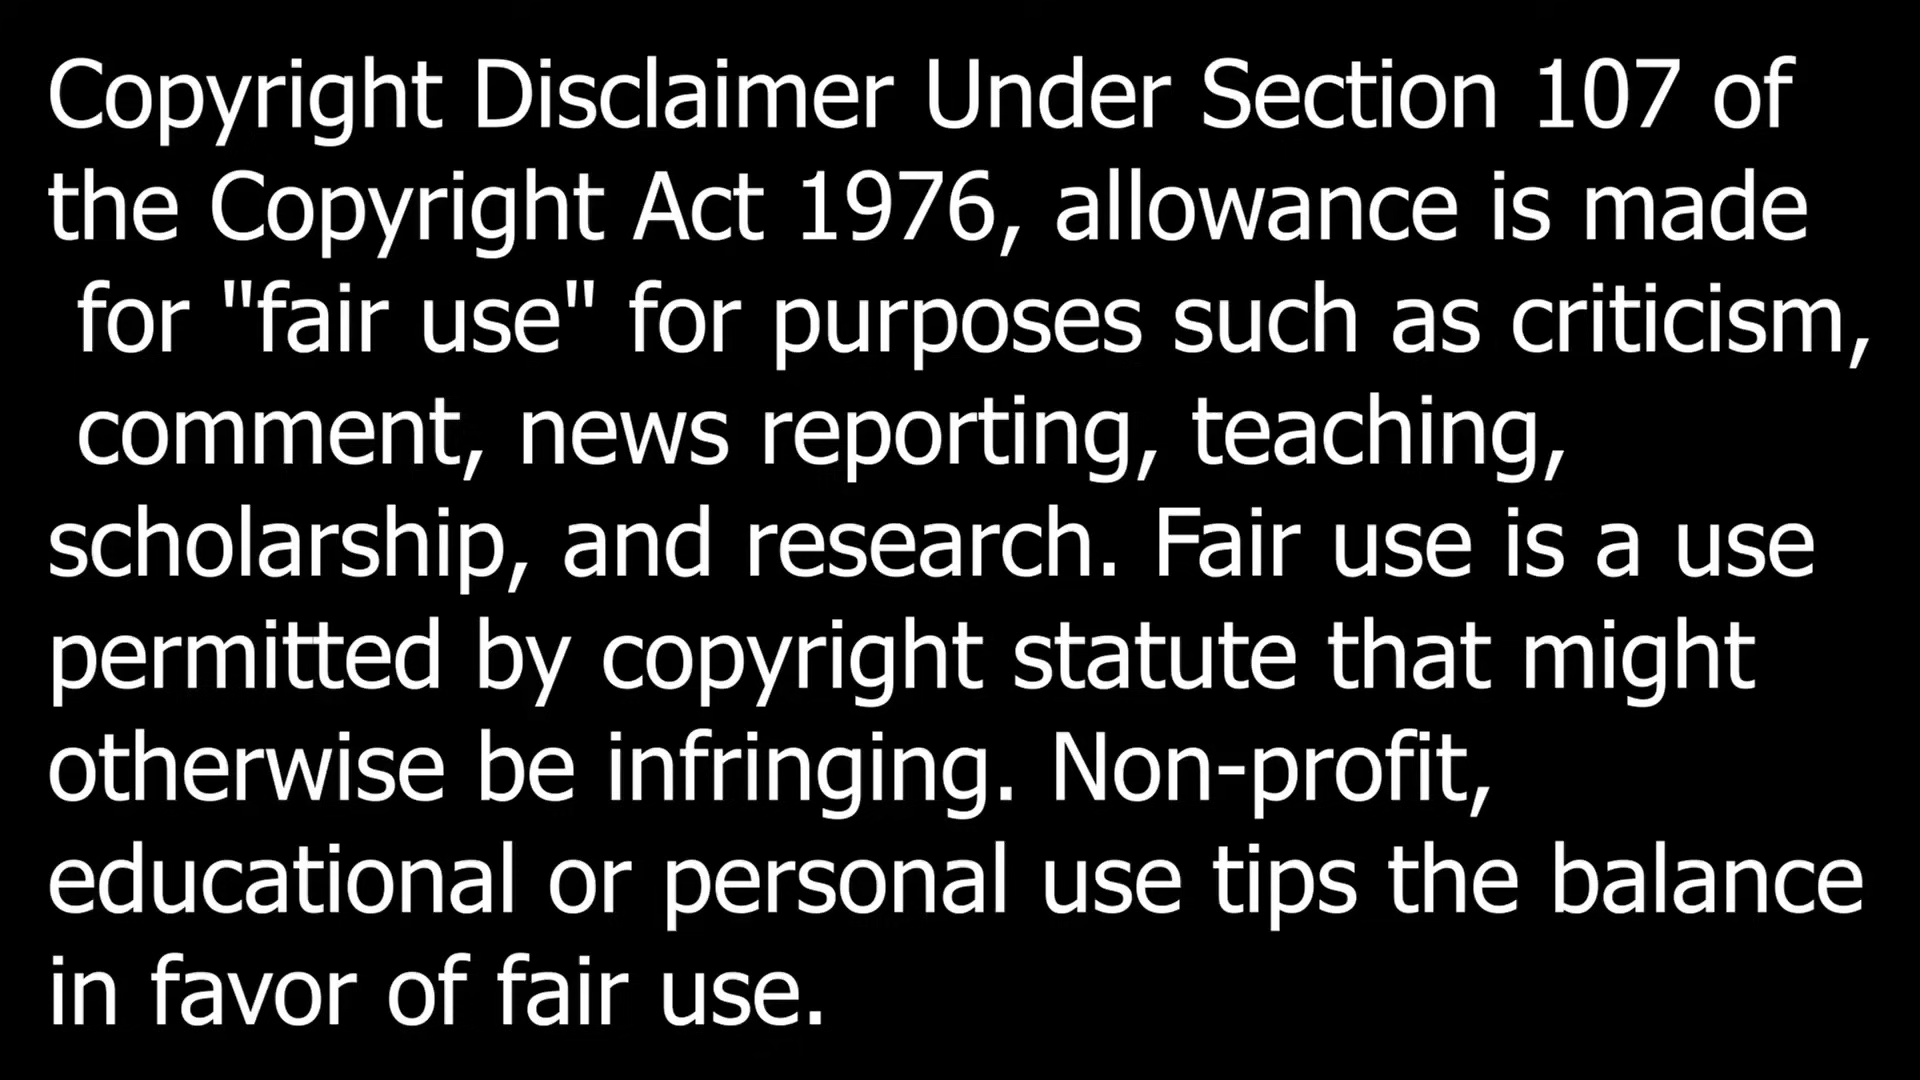 Copyright Disclaimer Under Section 107 of
the Copyright Act 1976, allowance is made
for "fair use" for purposes such as criticism,
comment, news reporting, teaching,
scholarship, and research. Fair use is a use
permitted by copyright statute that might
otherwise be infringing. Non-profit,
educational or personal use tips the balance
in favor of fair use.